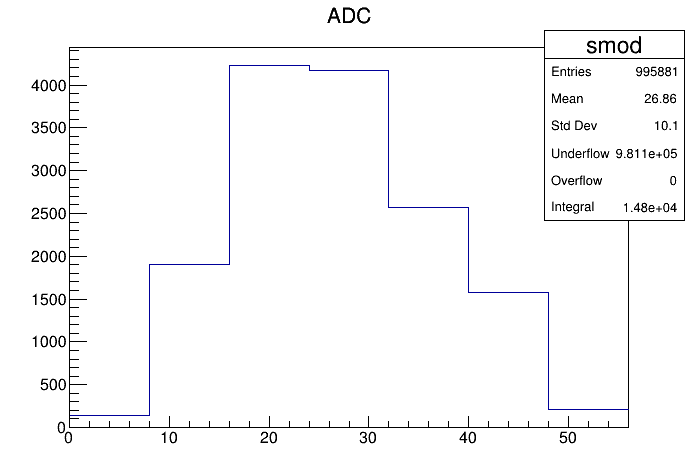 ADC
smod
Entries 995881
Mean 26.86
Std Dev 10.1
Underflow 9.811e+05
Overflow 0
Integral 1.48e+04
4000
3500
3000
2500
2000
1500
1000
500
0
0 10 20 30 40 50